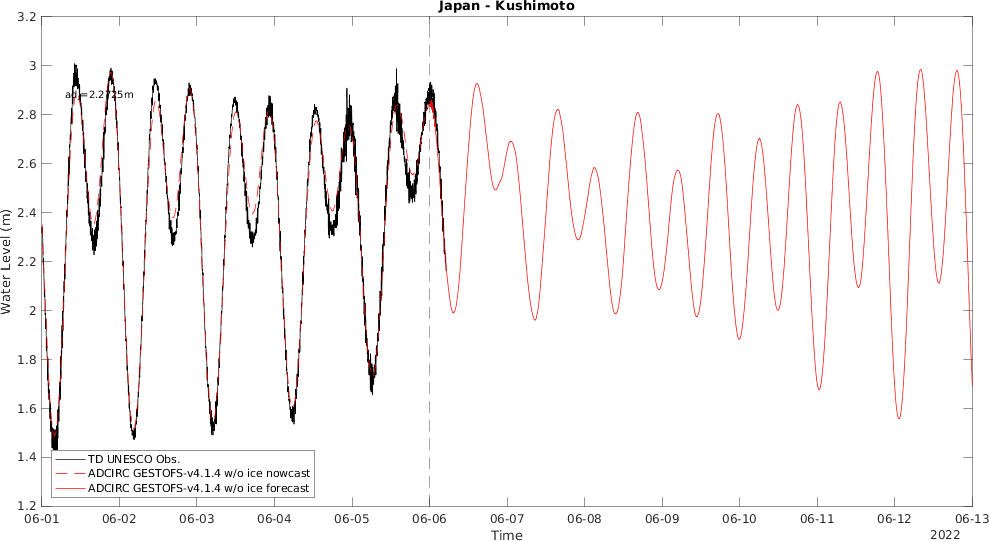 Japan - Kushimoto
3.2
3
2.8
2.6
2.4
2.2
2
1.8
1.6
1.4
1.2
Water Level (m)
TD UNESCO Obs.
ADCIRC GESTOFS-v4.1.4 w/o ice nowcast
ADCIRC GESTOFS-v4.1.4 w/o ice forecast
06-01 06-02 06-03 06-04 06-05 06-06 06-07 06-08 06-09 06-10 06-11 06-12 06-13
Time
2022